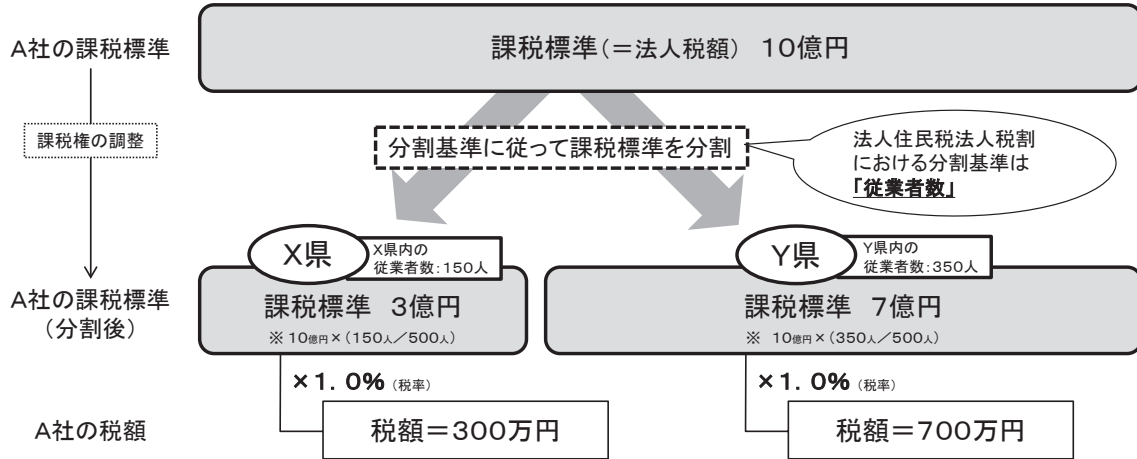 A社の課税標準
課税標準(=法人税額) 10億円
課税権の調整
分割基準に従って課税標準を分割
法人住民税法人税割
における分割基準は
「従業者数」
X県
X県内の
従業者数:150人
Y県
Y県内の
従業者数:350人
A社の課税標準
(分割後)
課税標準 3億円
※ 10億円×(150人/500人)
課税標準 7億円
※ 10億円×(350人/500人)
×1.0%(税率)
×1.0%(税率)
A社の税額
税額=300万円
税額=700万円